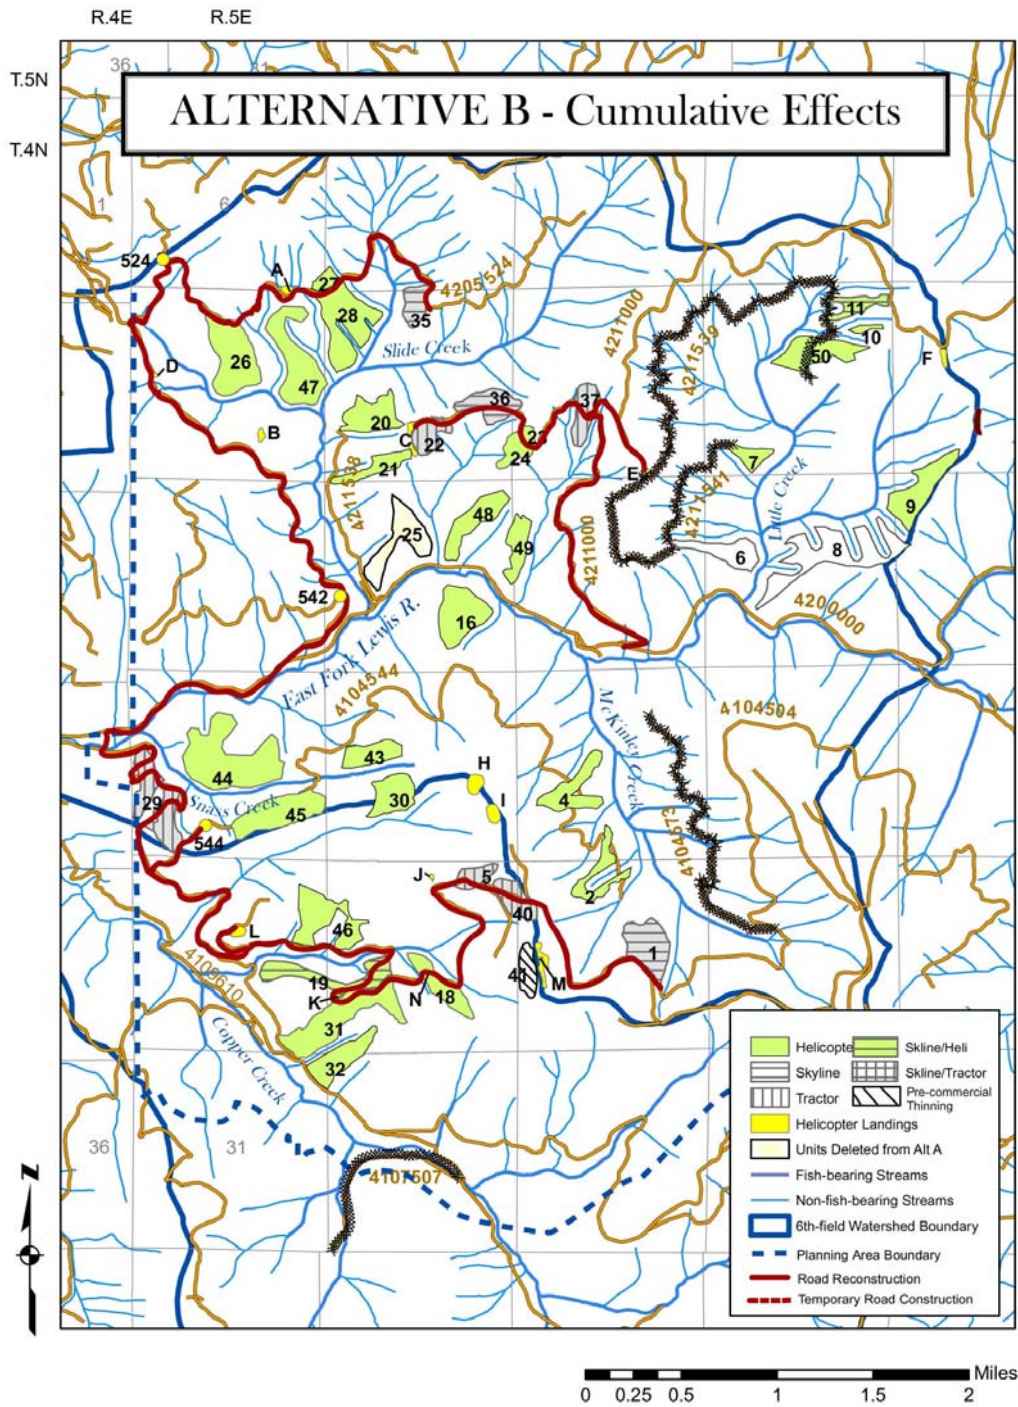 R.4E R.5E
36 31
T.5N
ALTERNATIVE B - Cumulative Effects
T.4N
1 6
524
A
27
4205524
35
28
11
10
4211000
4211539
Slide Creek
50
F
D
26
47
36
37
20
C
22
23
B
24
21
E
7
4211538
4211541
Little Creek
9
48
25
49
8
6
4211000
542
16
4200000
East Fork Lewis R.
4104544
McKinley Creek
4104504
43
H
44
30
I
4
29
Snass Creek
45
544
4104573
J
5
2
40
46
L
1
4109610
19
41
M
K
N
18
31
Copper Creek
32
36 31
4107507
Helicopte
Skline/Heli
Skyline
Skline/Tractor
Tractor
Pre-commercial
Thinning
Helicopter Landings
Units Deleted from Alt A
Fish-bearing Streams
Non-fish-bearing Streams
6th-field Watershed Boundary
Planning Area Boundary
Road Reconstruction
Temporary Road Construction
N
Miles
0 0.25 0.5 1 1.5 2